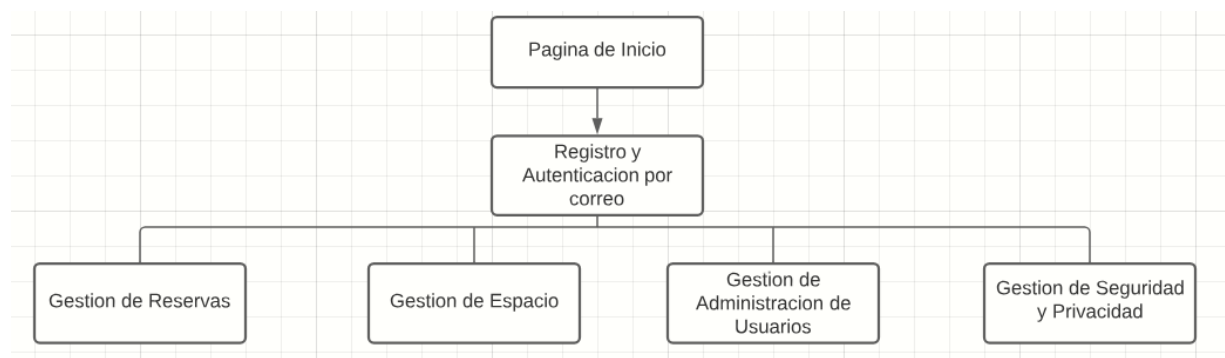 Pagina de Inicio
Registro y
Autenticacion por
correo
Gestion de Reservas
Gestion de Espacio
Gestion de
Administracion de
Usuarios
Gestion de Seguridad
y Privacidad